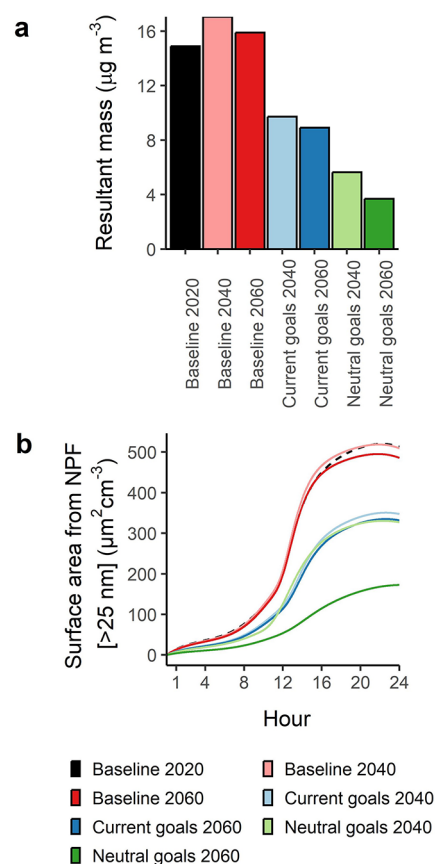 a
Resultant mass (μg m-3)
16
12
8
4
0
Baseline 2020
Baseline 2040
Baseline 2060
Current goals 2040
Current goals 2060
Neutral goals 2040
Neutral goals 2060
b
Surface area from NPF
[>25 nm] (μm²cm-³)
500
400
300
200
100
0
1 4 8 12 16 20 24
Hour
Baseline 2020
Baseline 2040
Baseline 2060
Current goals 2040
Current goals 2060
Neutral goals 2040
Neutral goals 2060